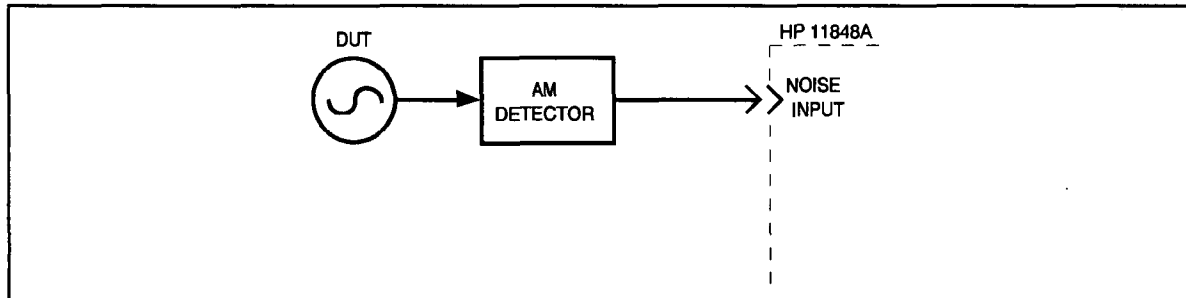 DUT
AM
DETECTOR
HP 11848A
NOISE
INPUT